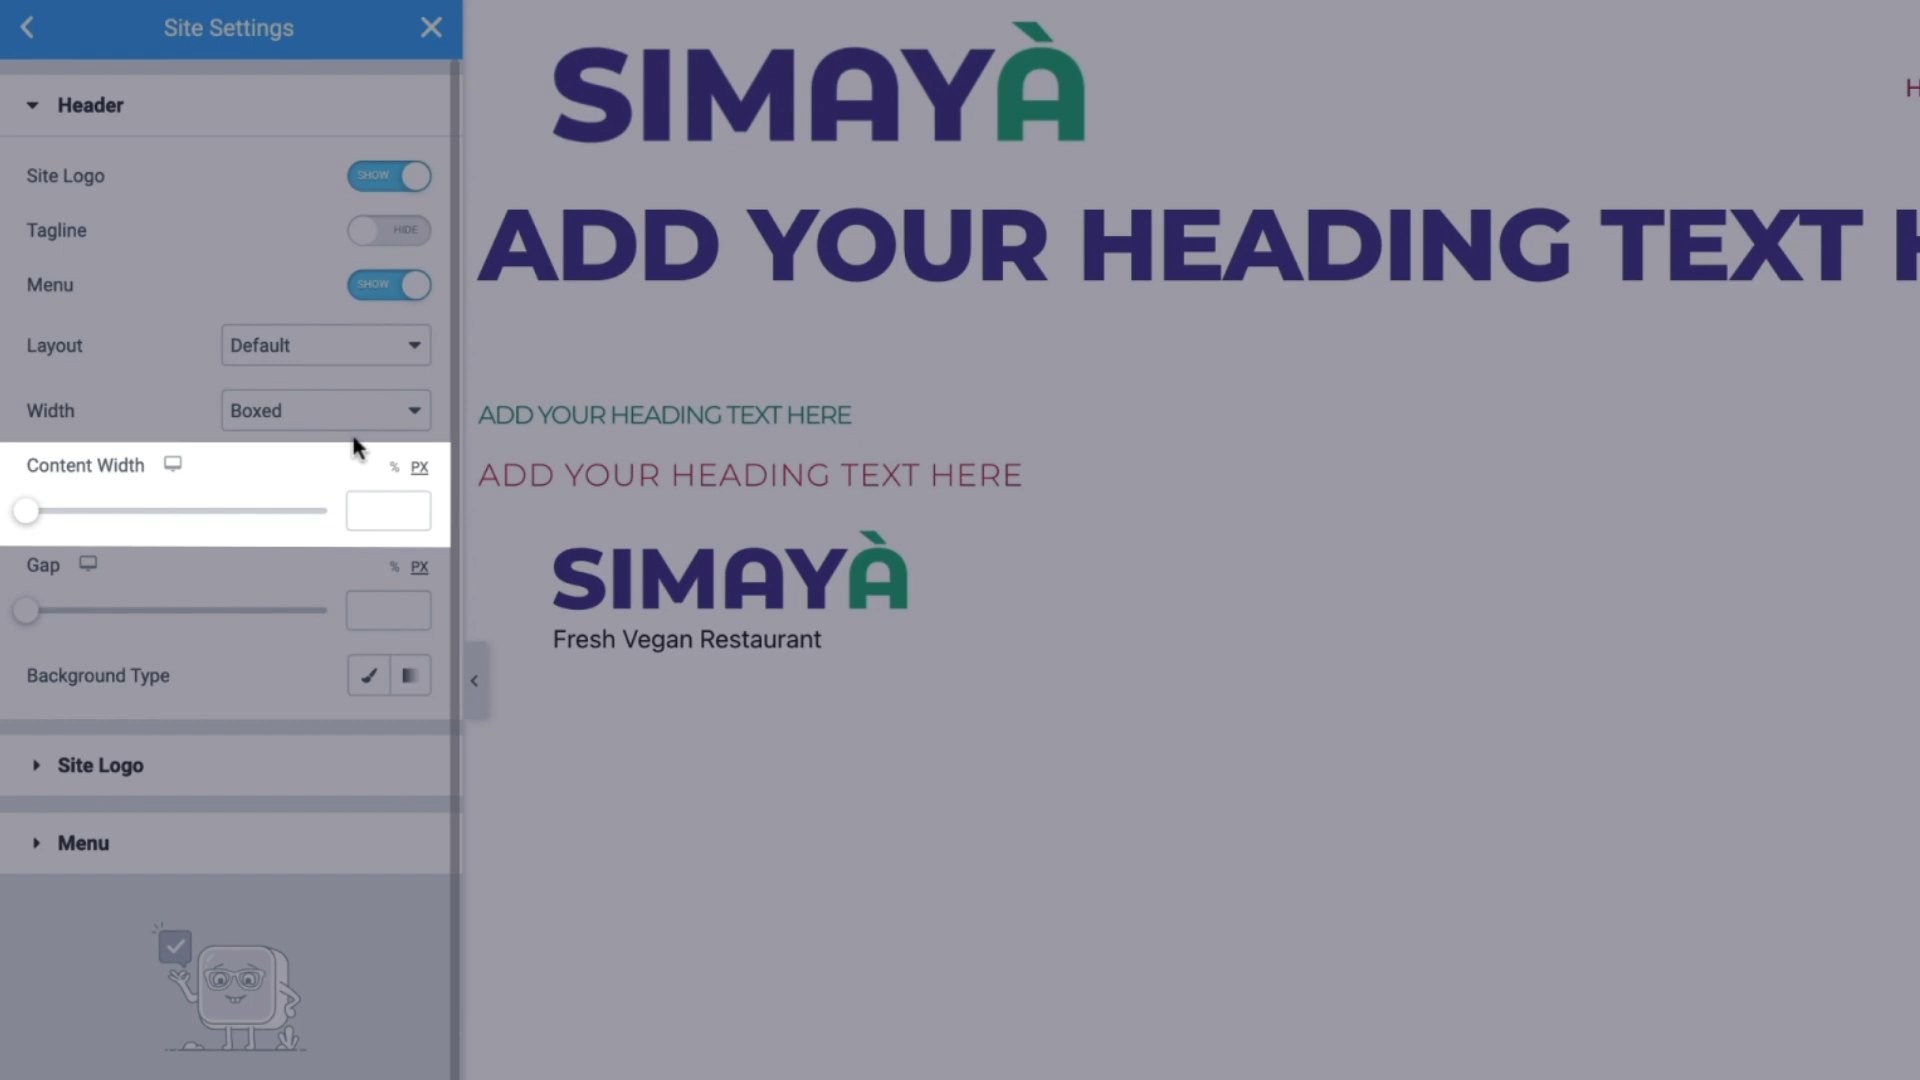 Site Settings
Header
Site Logo SHOW
Tagline HIDE
Menu SHOW
Layout Default
Width Boxed
Content Width % PX
Gap % PX
Background Type
Site Logo
Menu
SIMAYÀ
H
ADD YOUR HEADING TEXT H
ADD YOUR HEADING TEXT HERE
ADD YOUR HEADING TEXT HERE
SIMAYÀ
Fresh Vegan Restaurant